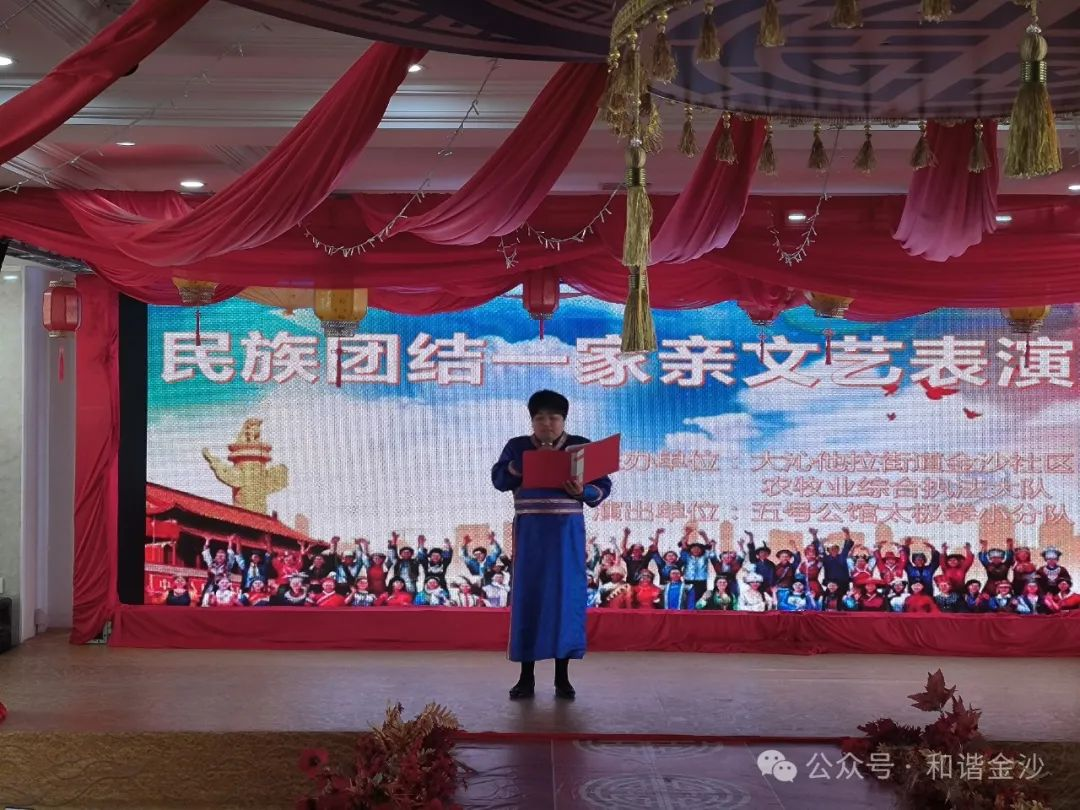 民族团结一家亲文艺表演
办单位：大沁他拉街道金沙社区
农牧业综合执法大队
演出单位：五号公馆太极拳小分队
公众号·和谐金沙